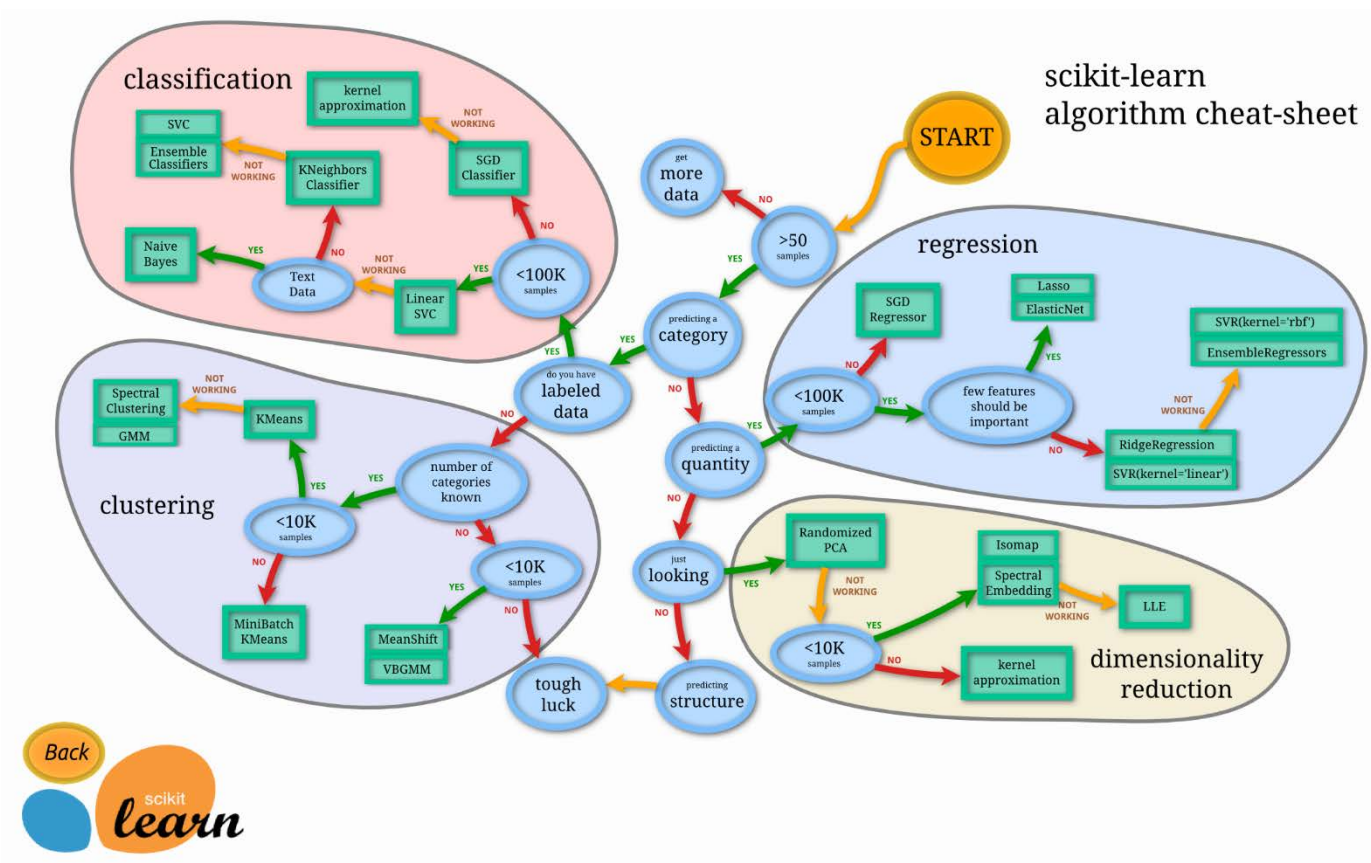 scikit-learn
algorithm cheat-sheet
START
classification
kernel
approximation
NOT
WORKING
SVC
Ensemble
Classifiers
NOT
WORKING
KNeighbors
Classifier
SGD
Classifier
NO
Naive
Bayes
YES
Text
Data
NO
NOT
WORKING
Linear
SVC
YES
<100K
samples
YES
get
more
data
NO
>50
samples
YES
predicting a
category
YES
NO
do you have
labeled
data
NO
predicting a
quantity
YES
NO
just
looking
YES
NO
predicting
structure
tough
luck
regression
SGD
Regressor
NO
<100K
samples
YES
Lasso
ElasticNet
YES
few features
should be
important
NO
SVR(kernel='rbf')
EnsembleRegressors
NOT
WORKING
RidgeRegression
SVR(kernel='linear')
clustering
Spectral
Clustering
GMM
NOT
WORKING
KMeans
YES
number of
categories
known
YES
NO
<10K
samples
NO
MiniBatch
KMeans
<10K
samples
YES
NO
MeanShift
VBGMM
dimensionality
reduction
Randomized
PCA
NOT
WORKING
<10K
samples
YES
NO
Isomap
Spectral
Embedding
NOT
WORKING
LLE
kernel
approximation
Back
scikit
learn